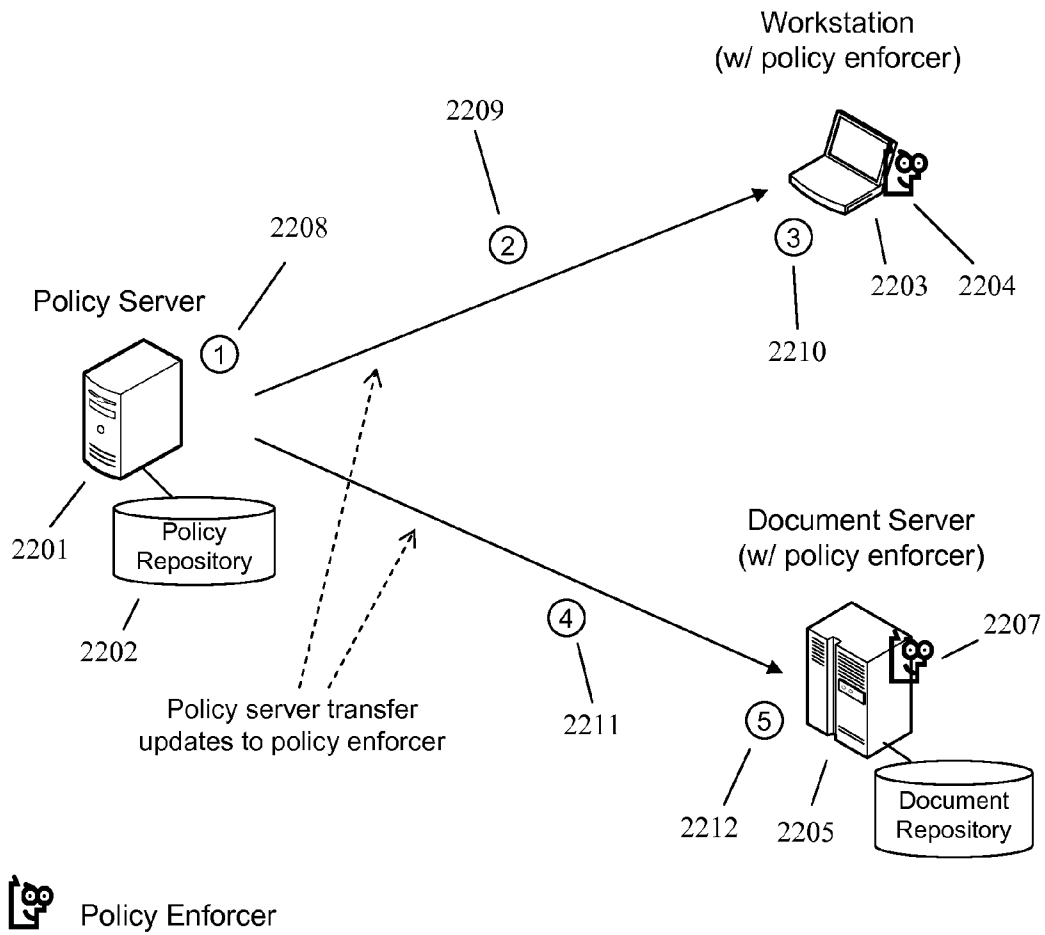 Workstation
(w/ policy enforcer)
2209
2208
2
3
2203
2204
Policy Server
1
2210
2201
Policy
Repository
2202
Document Server
(w/ policy enforcer)
4
2207
Policy server transfer
updates to policy enforcer
2211
5
2212
2205
Document
Repository
Policy Enforcer